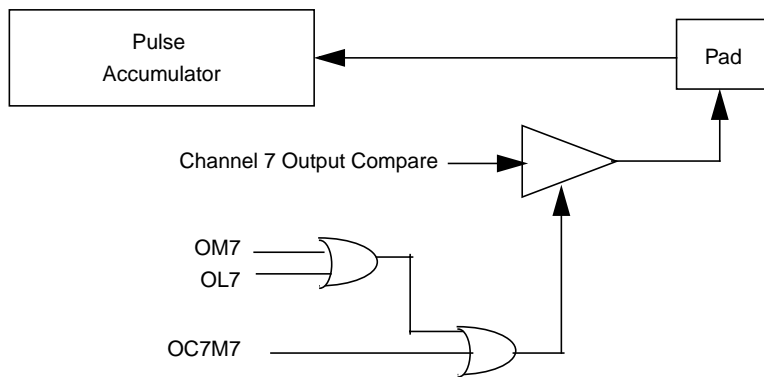 Pulse
Accumulator
Pad
Channel 7 Output Compare
OM7
OL7
OC7M7